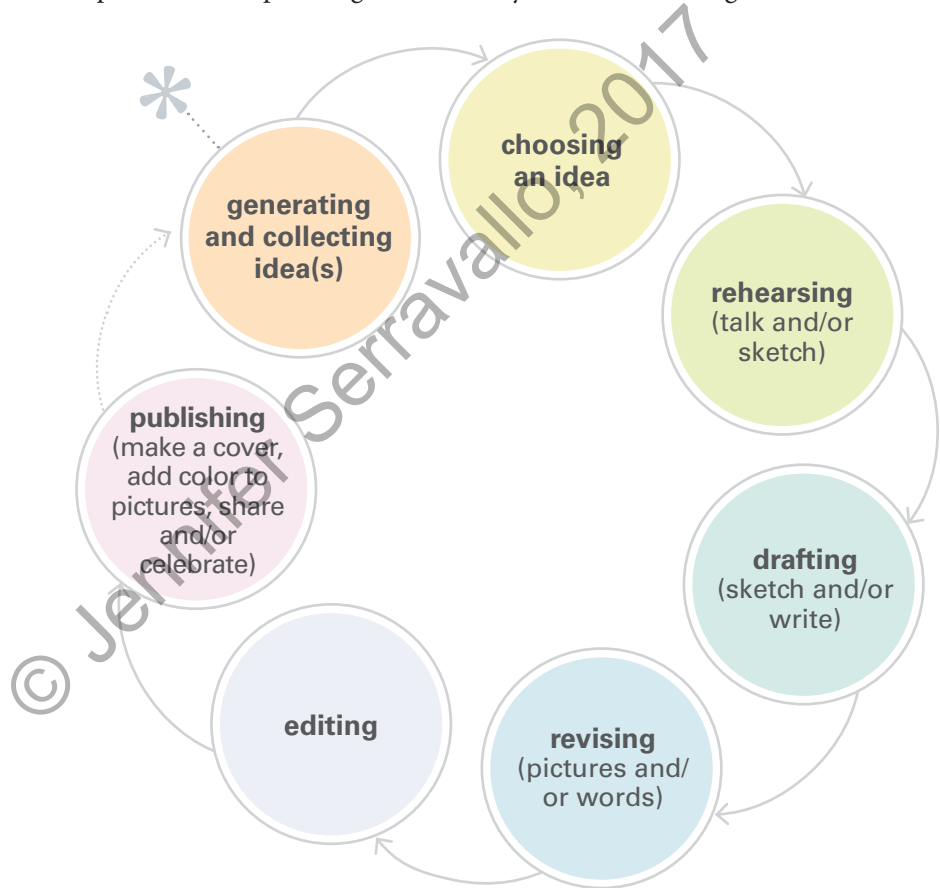 generating
and collecting
idea(s)
choosing
an idea
rehearsing
(talk and/or
sketch)
drafting
(sketch and/or
write)
revising
(pictures and/
or words)
editing
publishing
(make a cover,
add color to
pictures, share
and/or
celebrate)
*
© Jennifer Serravallo, 2017